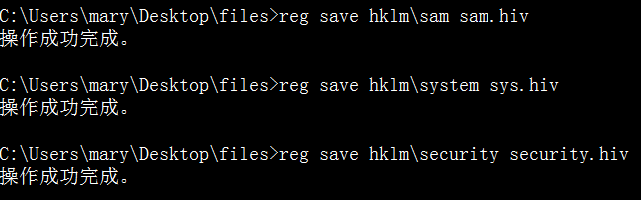 C:\Users\mary\Desktop\files>reg save hklm\sam sam.hiv
操作成功完成。
C:\Users\mary\Desktop\files>reg save hklm\system sys.hiv
操作成功完成。
C:\Users\mary\Desktop\files>reg save hklm\security security.hiv
操作成功完成。